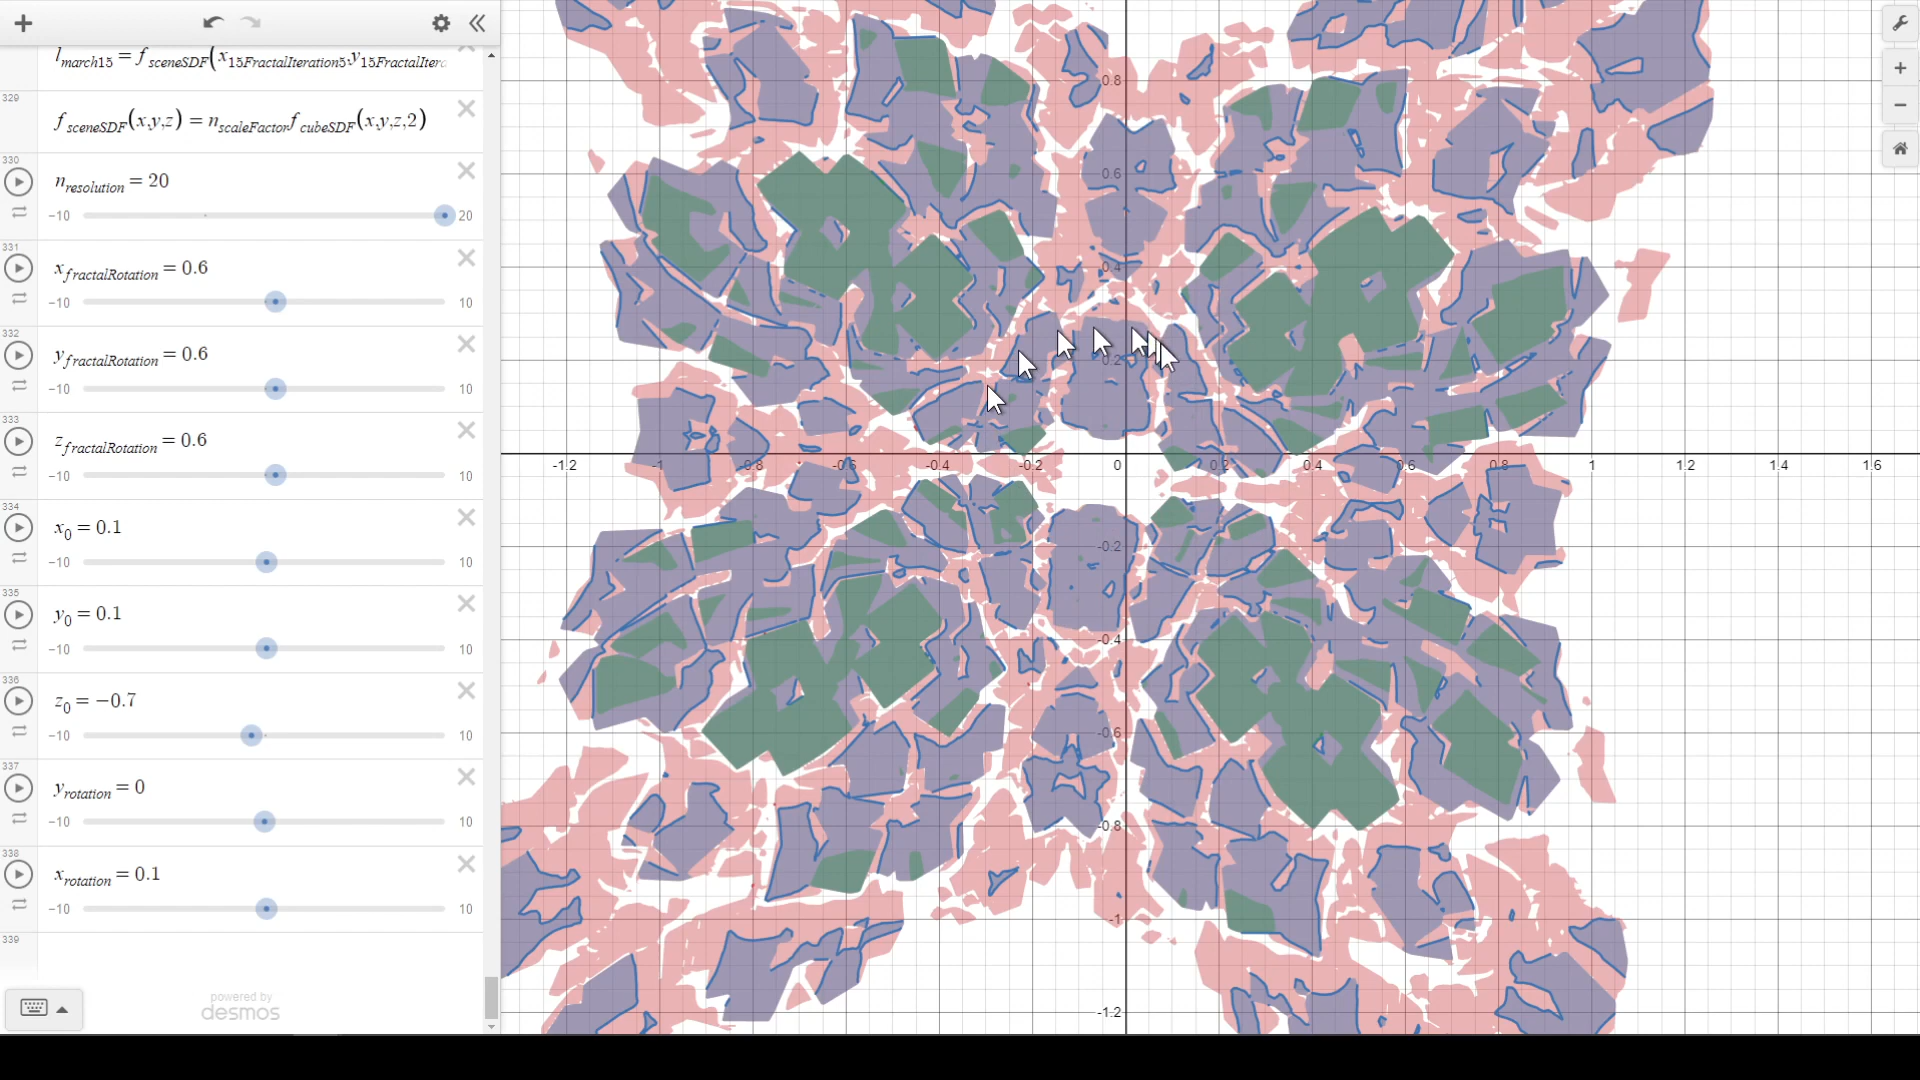 l_march15 = f_sceneSDF(x_15FractalIteration5,y_15FractalItera
329
f_sceneSDF(x,y,z) = n_scaleFactor f_cubeSDF(x,y,z,2)
330
n_resolution = 20
-10 20
331
x_fractalRotation = 0.6
-10 10
332
y_fractalRotation = 0.6
-10 10
333
z_fractalRotation = 0.6
-10 10
334
x_0 = 0.1
-10 10
335
y_0 = 0.1
-10 10
336
z_0 = −0.7
-10 10
337
y_rotation = 0
-10 10
338
x_rotation = 0.1
-10 10
339
powered by
desmos
0.8
0.6
0.4
0.2
-1.2 -1 -0.8 -0.6 -0.4 -0.2 0 0.2 0.4 0.6 0.8 1 1.2 1.4 1.6
-0.2
-0.4
-0.6
-0.8
-1
-1.2